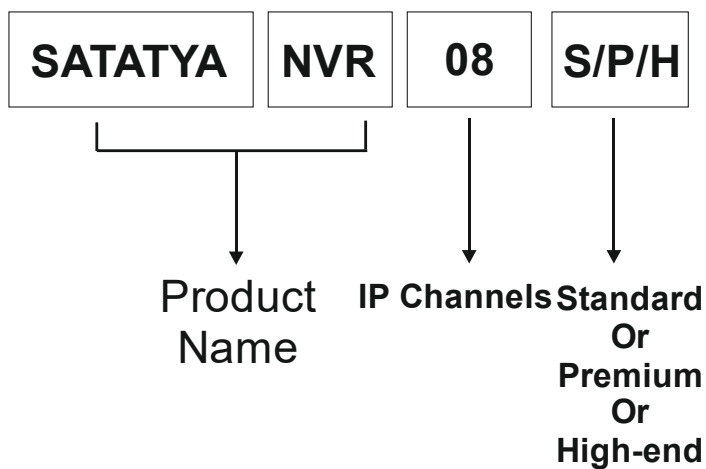 SATATYA NVR 08 S/P/H
Product
Name
IP Channels
Standard
Or
Premium
Or
High-end